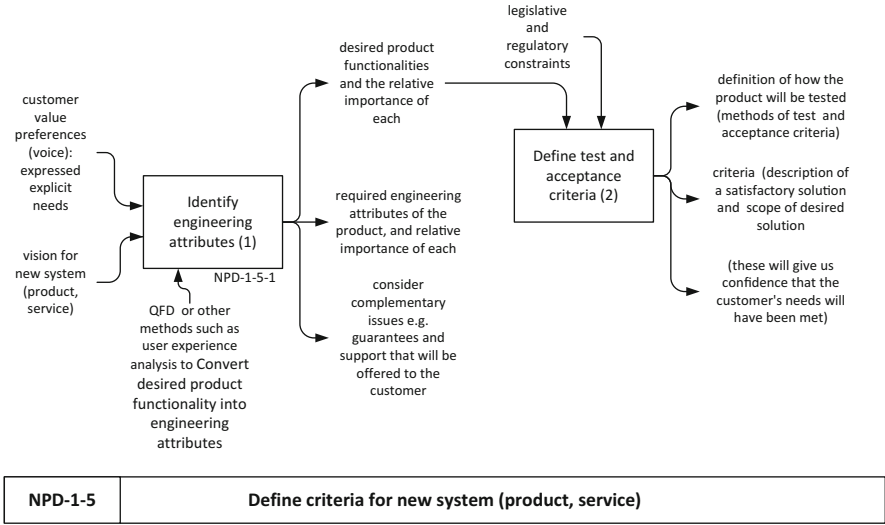 customer
value
preferences
(voice):
expressed
explicit
needs
vision for
new system
(product,
service)
Identify
engineering
attributes (1)
NPD-1-5-1
QFD or other
methods such as
user experience
analysis to Convert
desired product
functionality into
engineering
attributes
desired product
functionalities
and the relative
importance of
each
required engineering
attributes of the
product, and relative
importance of each
consider
complementary
issues e.g.
guarantees and
support that will be
offered to the
customer
legislative
and
regulatory
constraints
Define test and
acceptance
criteria (2)
definition of how the
product will be tested
(methods of test and
acceptance criteria)
criteria (description of
a satisfactory solution
and scope of desired
solution
(these will give us
confidence that the
customer's needs will
have been met)
NPD-1-5
Define criteria for new system (product, service)